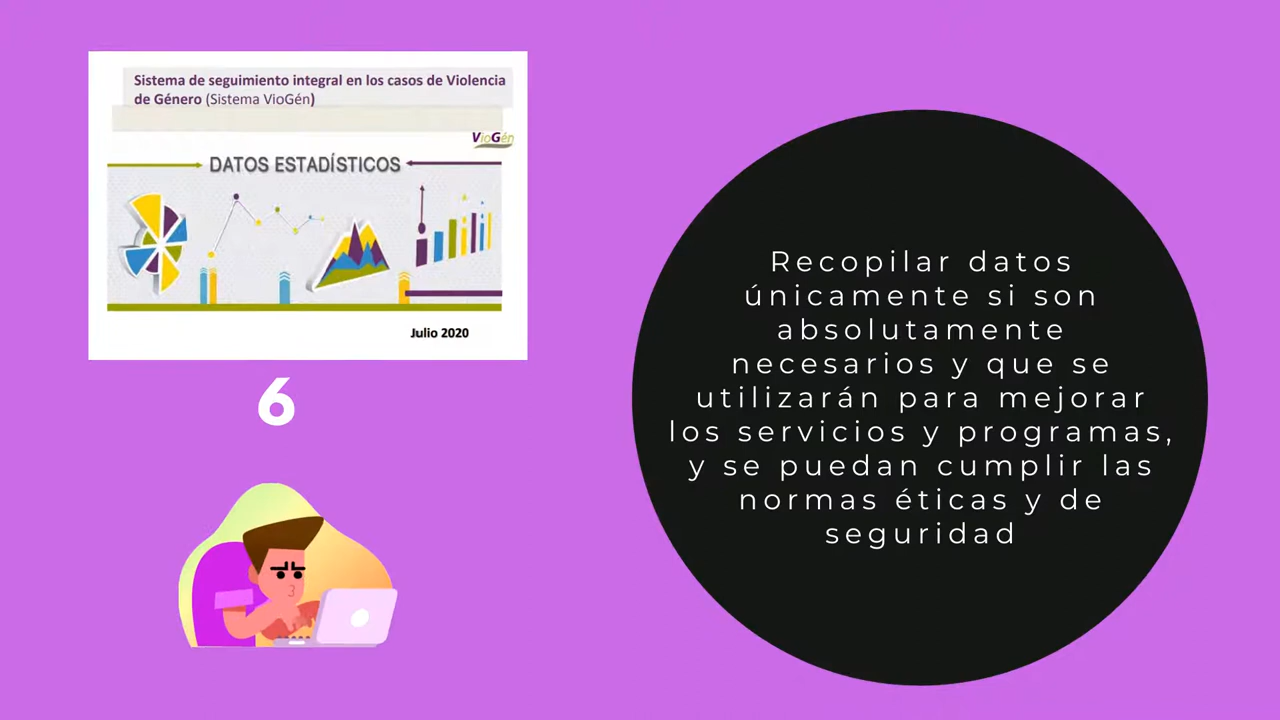 Sistema de seguimiento integral en los casos de Violencia
de Género (Sistema VioGén)
VioGén
DATOS ESTADÍSTICOS
Julio 2020
6
Recopilar datos
únicamente si son
absolutamente
necesarios y que se
utilizarán para mejorar
los servicios y programas,
y se puedan cumplir las
normas éticas y de
seguridad